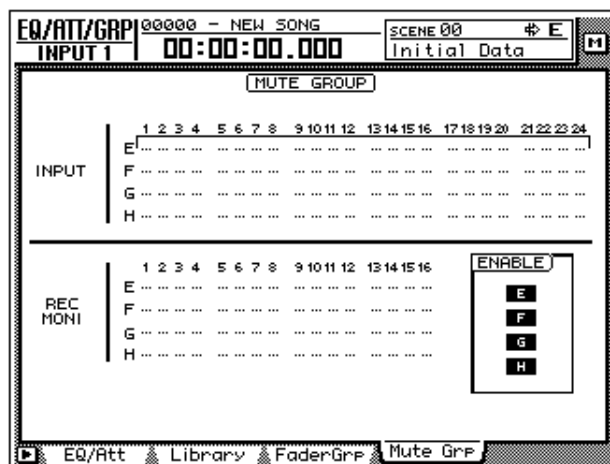 EQ/ATT/GRP 00000 - NEW SONG SCENE 00 E
INPUT 1 00:00:00.000 Initial Data M
MUTE GROUP
1 2 3 4 5 6 7 8 9 10 11 12 13 14 15 16 17 18 19 20 21 22 23 24
E
INPUT F
G
H
1 2 3 4 5 6 7 8 9 10 11 12 13 14 15 16 ENABLE
E E
REC MONI F F
G G
H H
EQ/Att Library FaderGrp Mute Grp